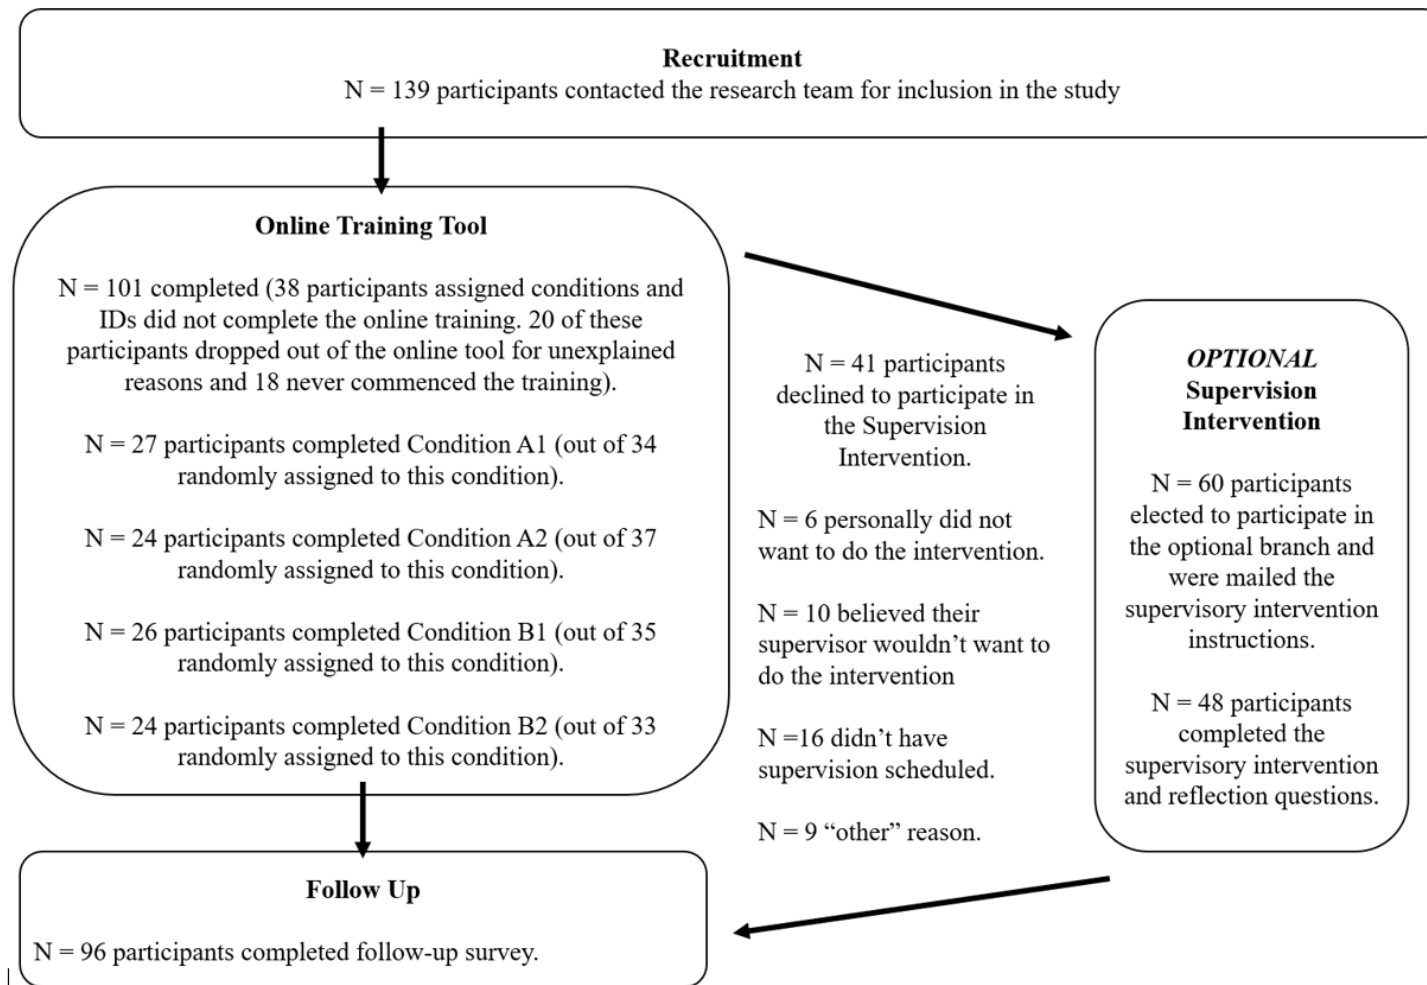 Recruitment
N = 139 participants contacted the research team for inclusion in the study
Online Training Tool
N = 101 completed (38 participants assigned conditions and
IDs did not complete the online training. 20 of these
participants dropped out of the online tool for unexplained
reasons and 18 never commenced the training).
N = 27 participants completed Condition A1 (out of 34
randomly assigned to this condition).
N = 24 participants completed Condition A2 (out of 37
randomly assigned to this condition).
N = 26 participants completed Condition B1 (out of 35
randomly assigned to this condition).
N = 24 participants completed Condition B2 (out of 33
randomly assigned to this condition).
N = 41 participants
declined to participate in
the Supervision
Intervention.
N = 6 personally did not
want to do the intervention.
N = 10 believed their
supervisor wouldn’t want to
do the intervention
N =16 didn’t have
supervision scheduled.
N = 9 “other” reason.
OPTIONAL
Supervision
Intervention
N = 60 participants
elected to participate in
the optional branch and
were mailed the
supervisory intervention
instructions.
N = 48 participants
completed the
supervisory intervention
and reflection questions.
Follow Up
N = 96 participants completed follow-up survey.